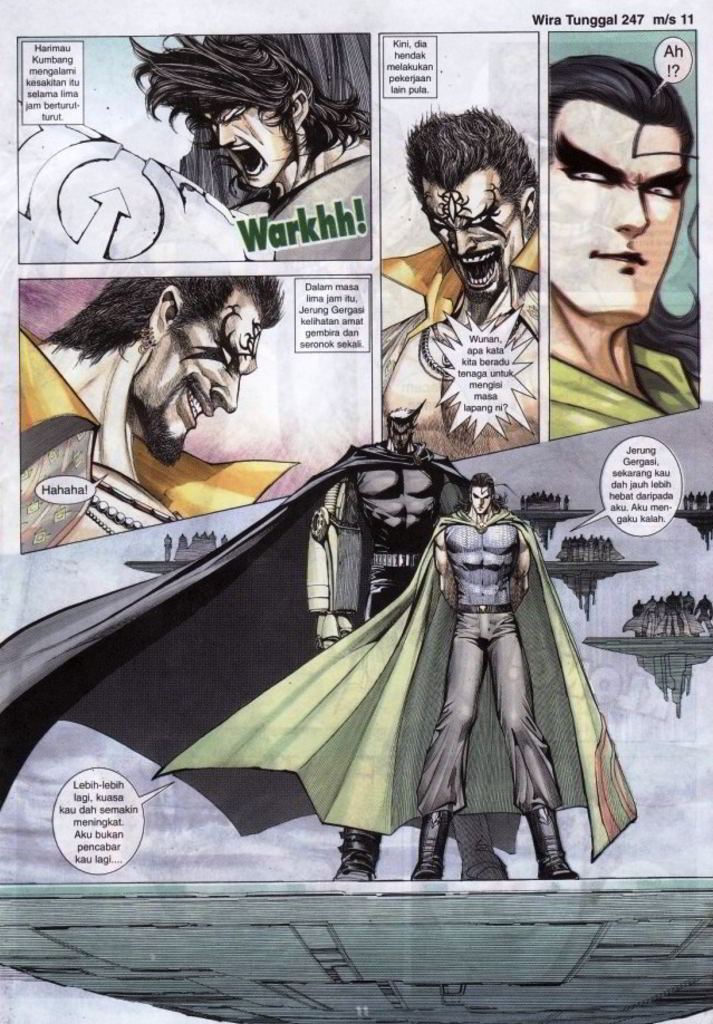 Wira Tunggal 247 m/s 11
Harimau
Kumbang
mengalami
kesakitan itu
selama lima
jam berturut-
turut.
Warkhh!
Kini, dia
hendak
melakukan
pekerjaan
lain pula.
Ah
!?
Dalam masa
lima jam itu,
Jerung Gergasi
kelihatan amat
gembira dan
seronok sekali.
Hahaha!
Wunan,
apa kata
kita beradu
tenaga untuk
mengisi
masa
lapang ni?
Jerung
Gergasi,
sekarang kau
dah jauh lebih
hebat daripada
aku. Aku men-
gaku kalah.
Lebih-lebih
lagi, kuasa
kau dah semakin
meningkat.
Aku bukan
pencabar
kau lagi....
11